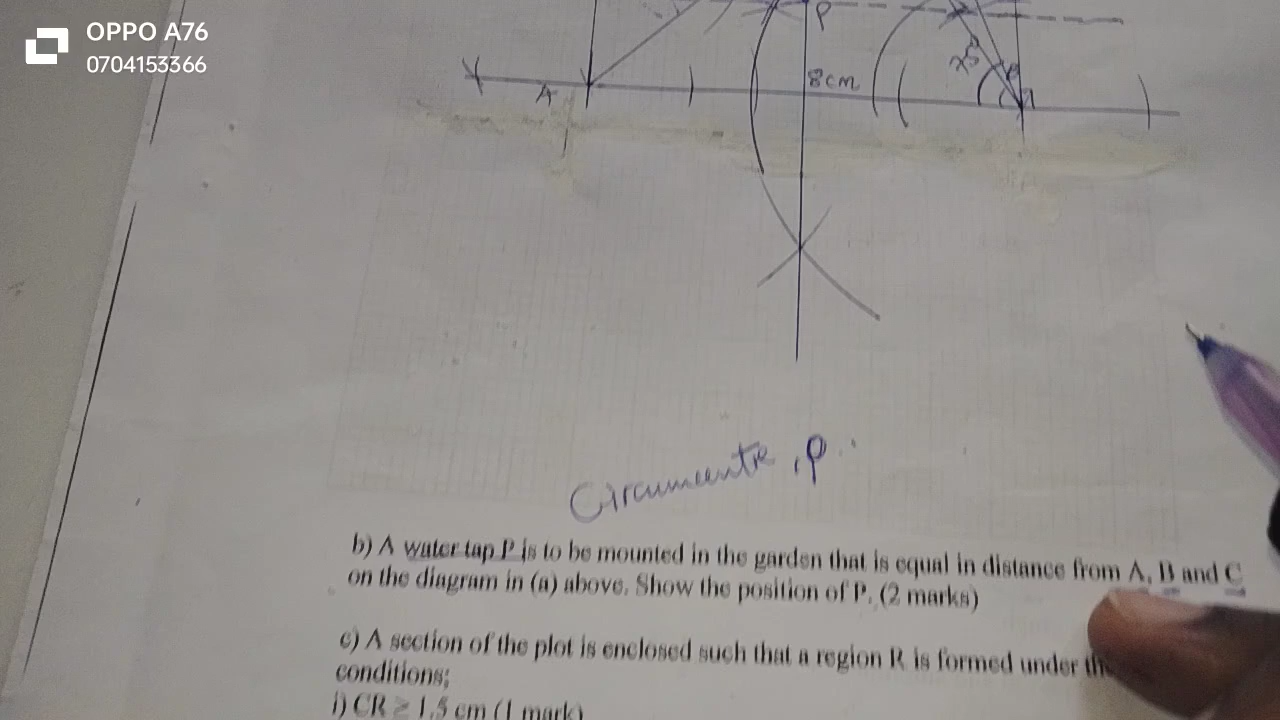 OPPO A76
0704153366
P
8cm
A
Circumcentre, P.
b) A water tap P is to be mounted in the garden that is equal in distance from A, B and C
on the diagram in (a) above. Show the position of P. (2 marks)
c) A section of the plot is enclosed such that a region R is formed under
conditions;
i) CR ≥ 1.5 cm (1 mark)